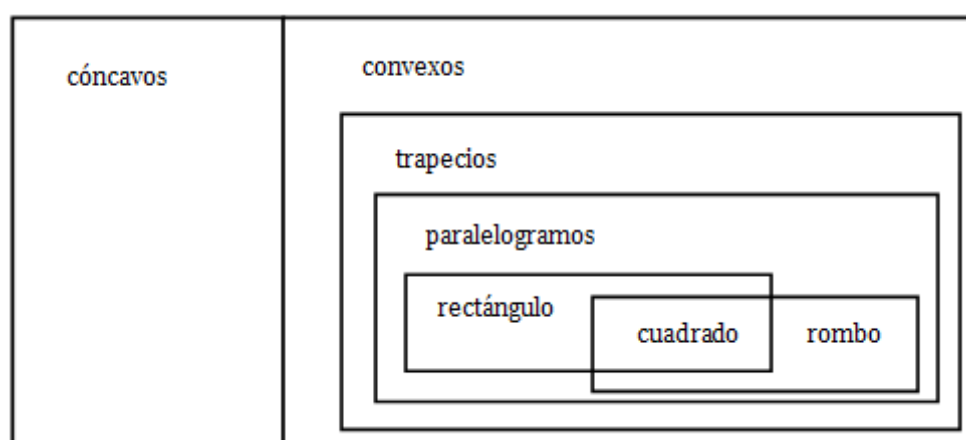 cóncavos
convexos
trapecios
paralelogramos
rectángulo
cuadrado
rombo